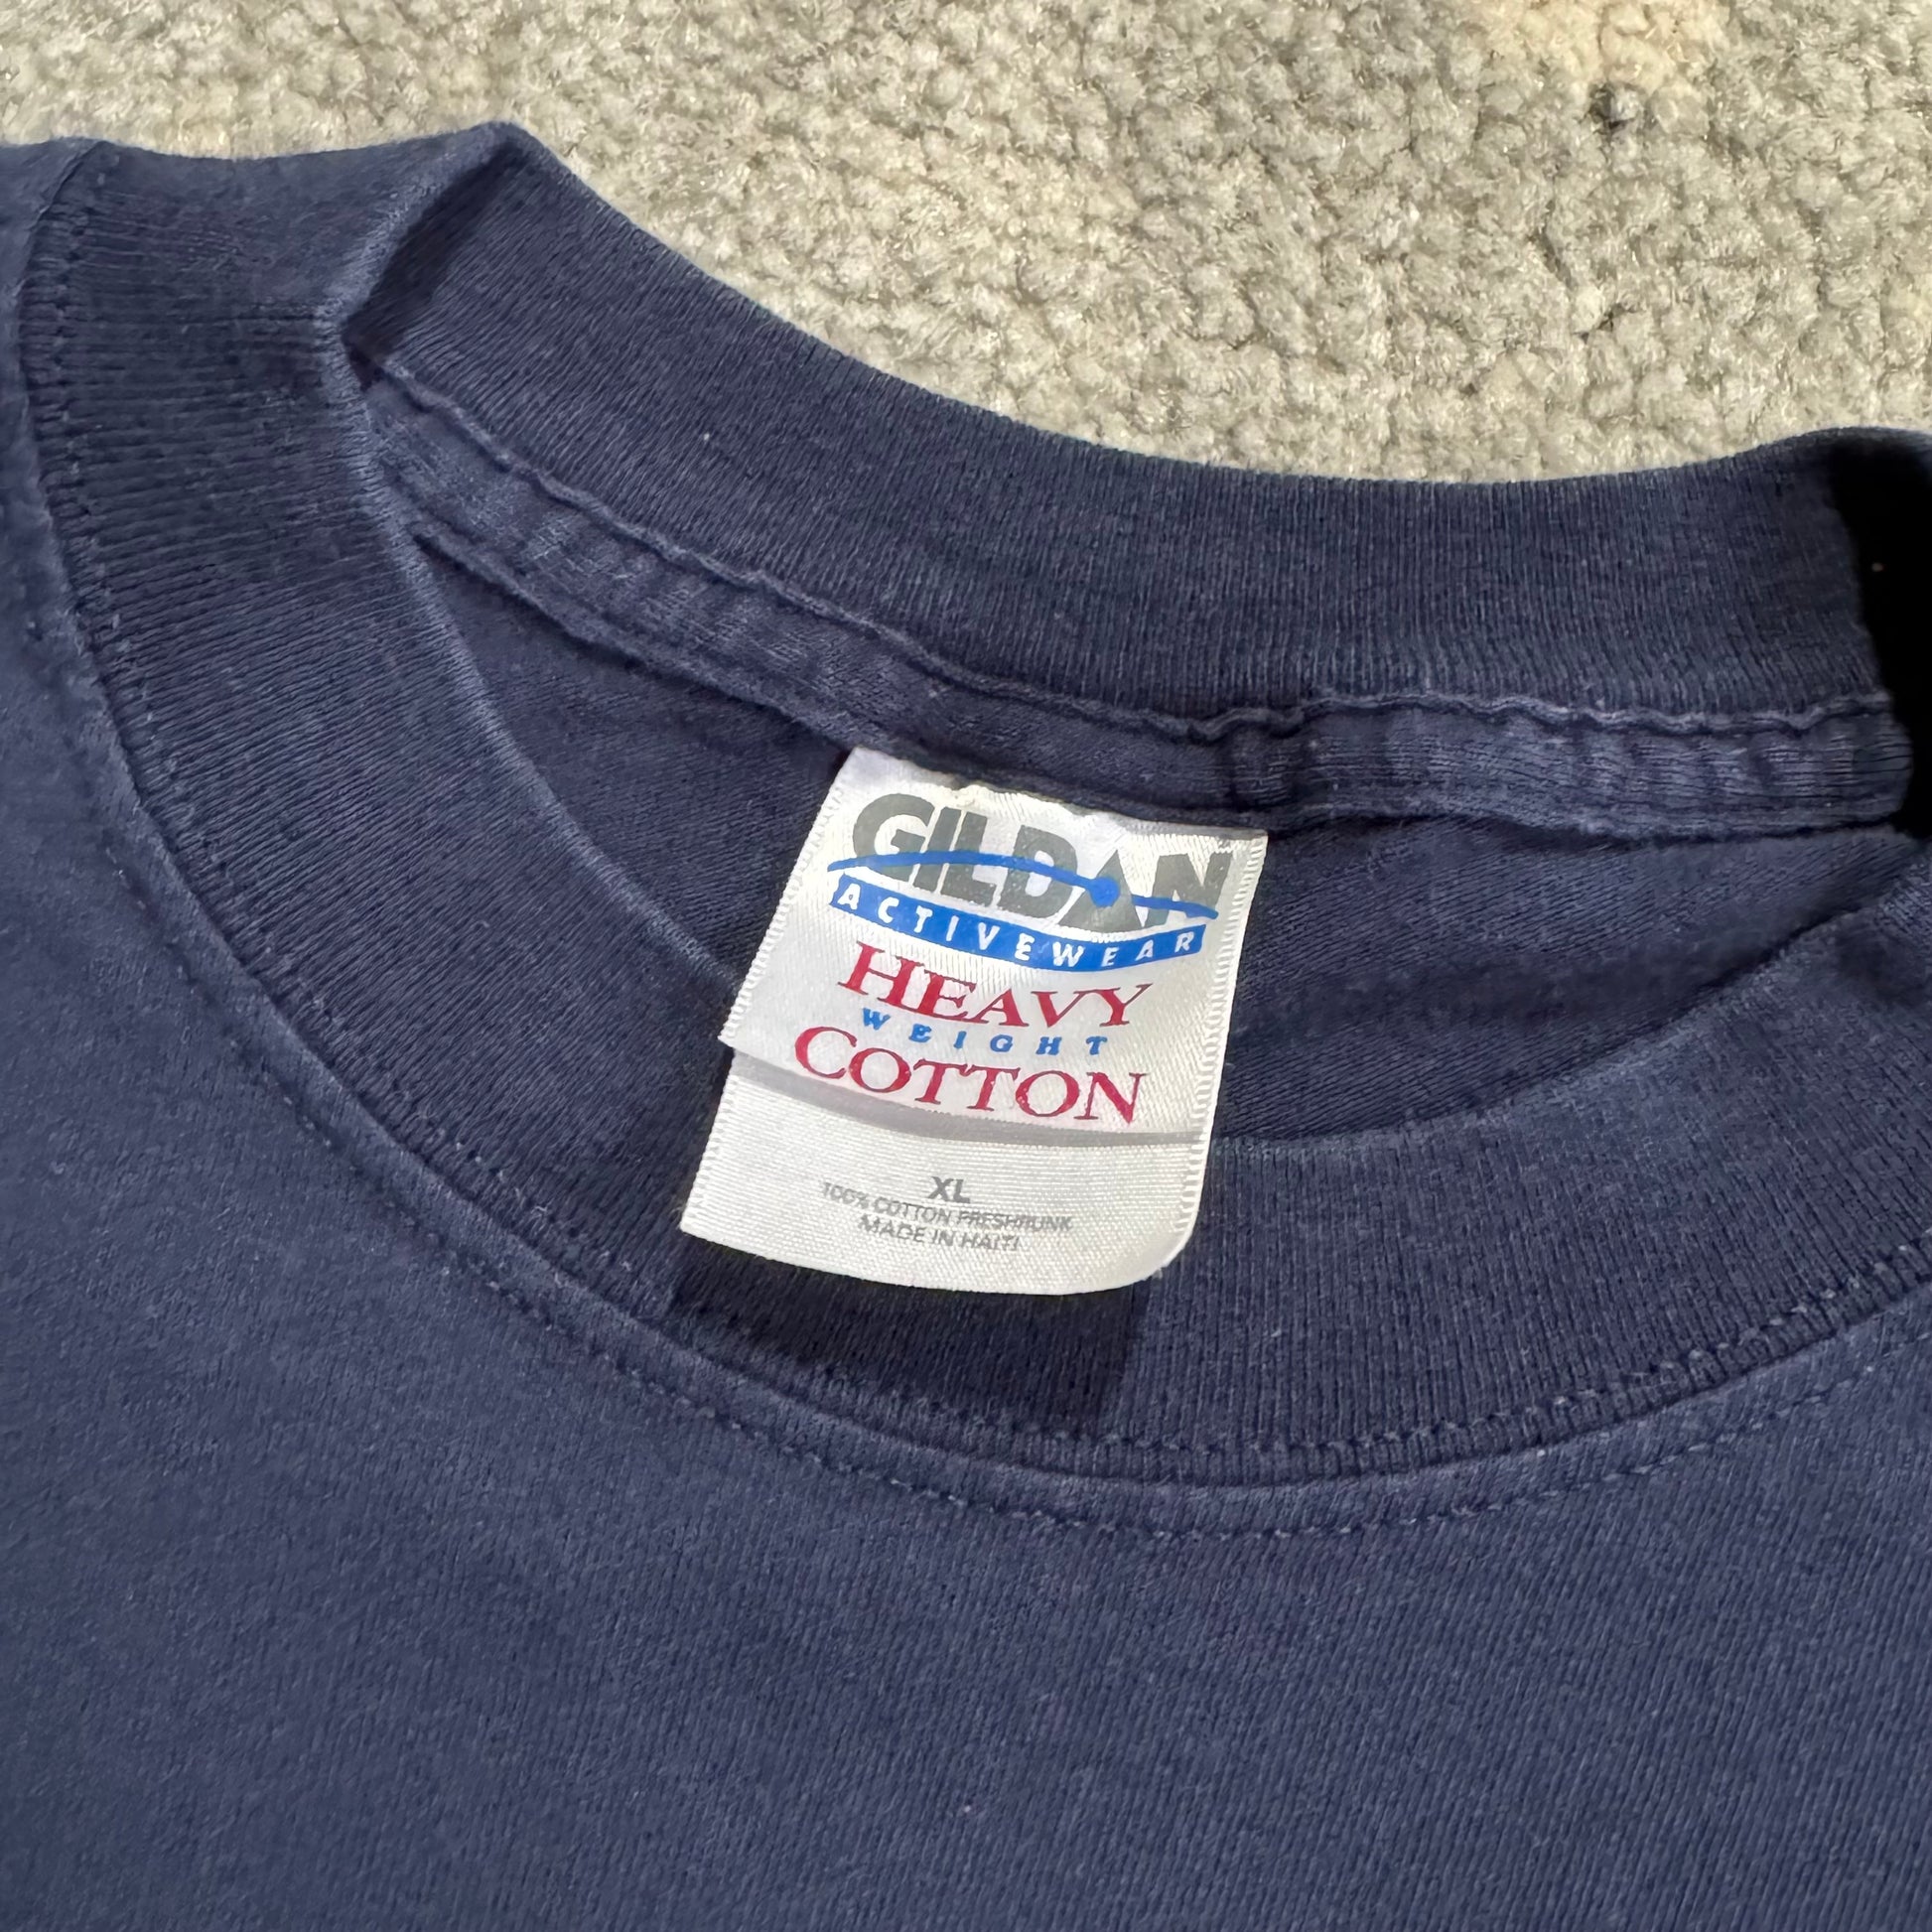 GILDAN
ACTIVEWEAR
HEAVY
WEIGHT
COTTON
XL
100% COTTON PRESHRUNK
MADE IN HAITI